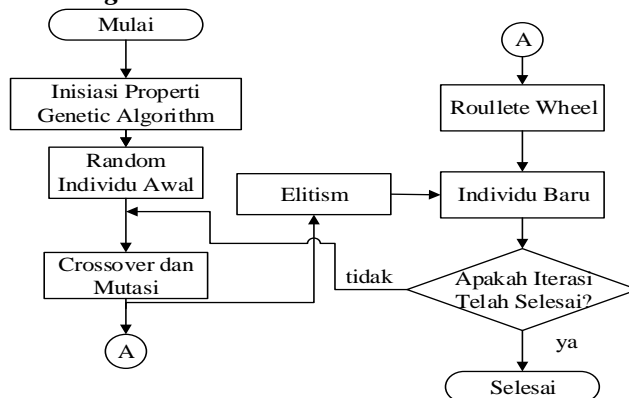 Mulai
Inisiasi Properti
Genetic Algorithm
Random
Individu Awal
Crossover dan
Mutasi
A
Elitism
A
Roullete Wheel
Individu Baru
Apakah Iterasi
Telah Selesai?
tidak
ya
Selesai